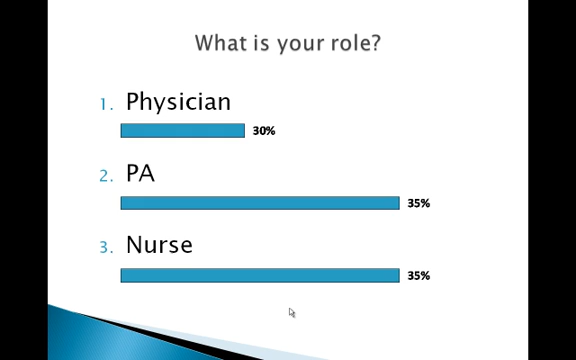 What is your role?
1. Physician
30%
2. PA
35%
3. Nurse
35%